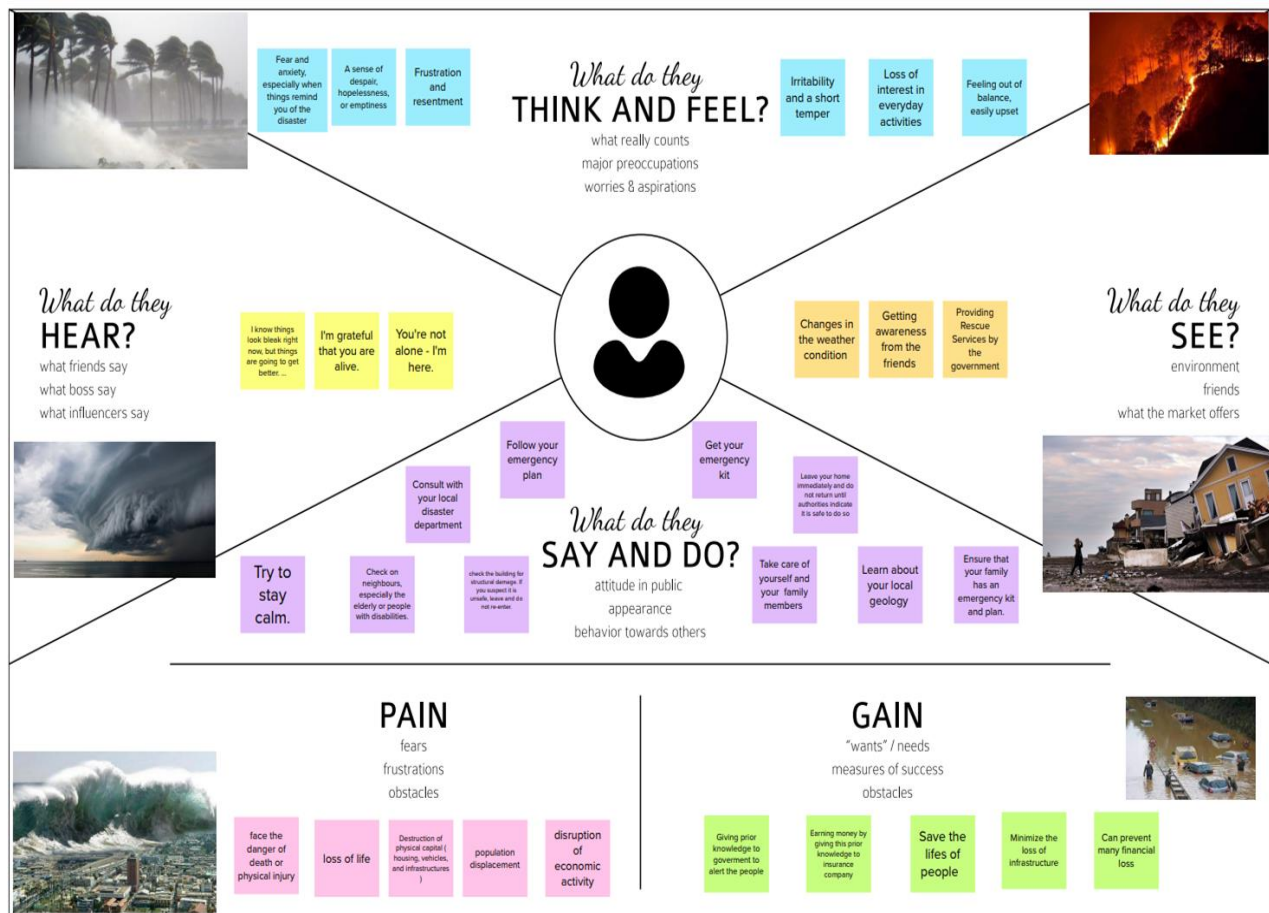 Fear and
anxiety,
especially when
things remind
you of the
disaster
A sense of
despair,
hopelessness,
or emptiness
Frustration
and
resentment
What do they
THINK AND FEEL?
what really counts
major preoccupations
worries & aspirations
Irritability
and a short
temper
Loss of
interest in
everyday
activities
Feeling out of
balance,
easily upset
What do they
HEAR?
what friends say
what boss say
what influencers say
I know things
look bleak right
now, but things
are going to get
better. ...
I'm grateful
that you are
alive.
You're not
alone - I'm
here.
Changes in
the weather
condition
Getting
awareness
from the
friends
Providing
Rescue
Services by
the
government
What do they
SEE?
environment
friends
what the market offers
Follow your
emergency
plan
Get your
emergency
kit
Consult with
your local
disaster
department
Leave your home
immediately and do
not return until
authorities indicate
it is safe to do so
What do they
SAY AND DO?
attitude in public
appearance
behavior towards others
Try to
stay
calm.
Check on
neighbours,
especially the
elderly or people
with disabilities.
check the building for
structural demege. If
you suspect it is
unsafe, leave and do
not re-enter.
Take care of
yourself and
your family
members
Learn about
your local
geology
Ensure that
your family
has an
emergency kit
and plan.
PAIN
fears
frustrations
obstacles
face the
danger of
death or
physical injury
loss of life
Destruction of
physical capital (
housing, vehicles,
and infrastructures
)
population
displacement
disruption
of
economic
activity
GAIN
"wants" / needs
measures of success
obstacles
Giving prior
knowledge to
goverment to
alert the people
Earning money by
giving this prior
knowledge to
insurance
company
Save the
lifes of
people
Minimize the
loss of
infrastructure
Can prevent
many financial
loss